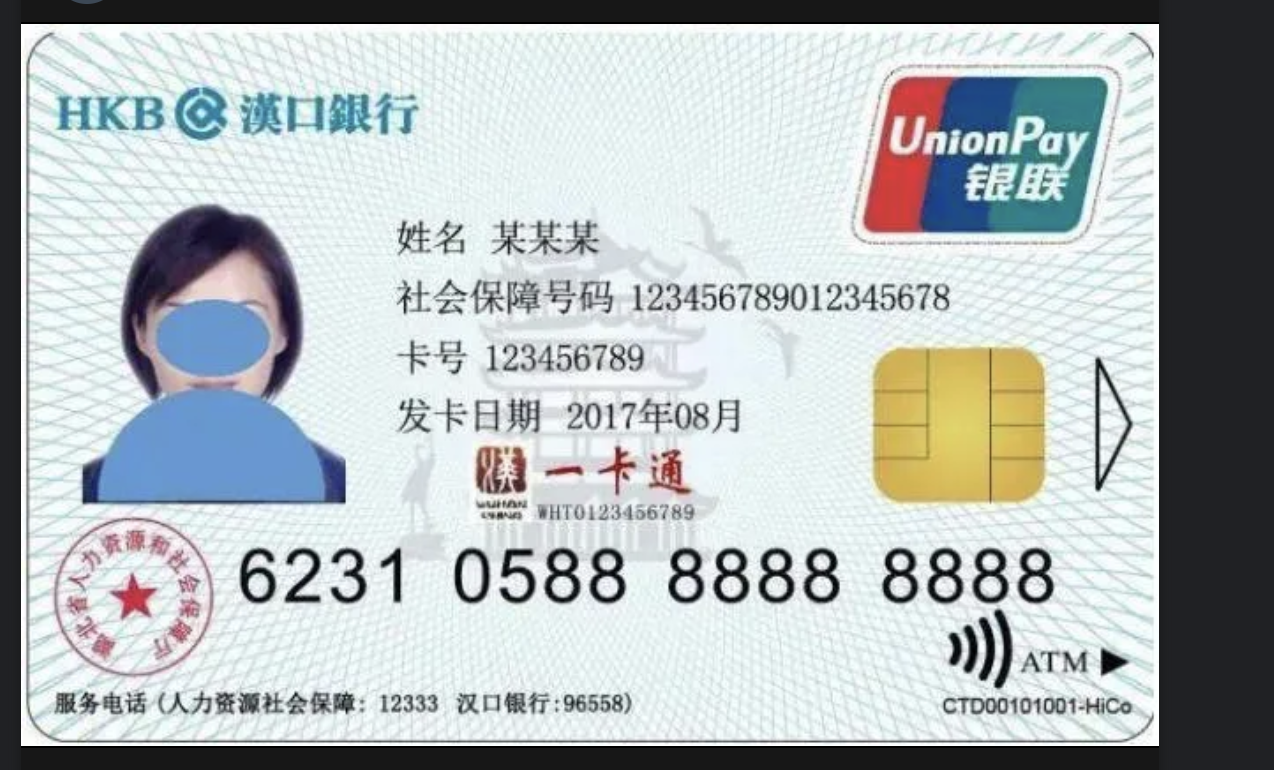 HKB 漢口銀行
UnionPay
银联
姓名 某某某
社会保障号码 123456789012345678
卡号 123456789
发卡日期 2017年08月
漢 一卡通
WUHAN
WHT0123456789
湖北省人力资源和社会保障厅
6231 0588 8888 8888
ATM
服务电话 (人力资源社会保障: 12333 汉口银行:96558)
CTD00101001-HiCo